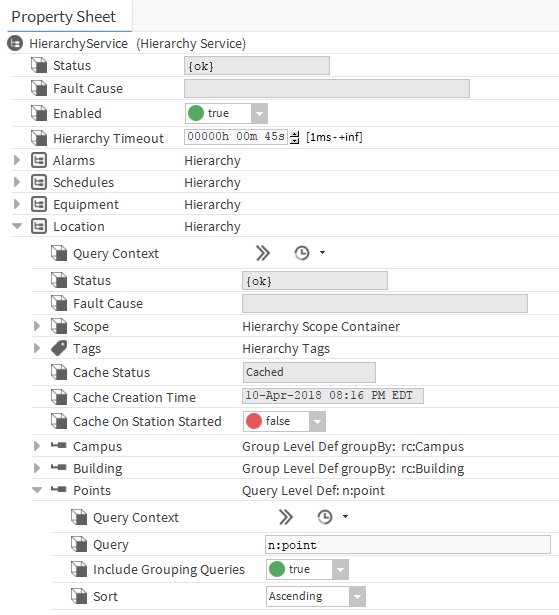 Property Sheet
HierarchyService (Hierarchy Service)
Status {ok}
Fault Cause
Enabled true
Hierarchy Timeout 00000h 00m 45s [1ms-+inf]
Alarms Hierarchy
Schedules Hierarchy
Equipment Hierarchy
Location Hierarchy
Query Context
Status {ok}
Fault Cause
Scope Hierarchy Scope Container
Tags Hierarchy Tags
Cache Status Cached
Cache Creation Time 10-Apr-2018 08:16 PM EDT
Cache On Station Started false
Campus Group Level Def groupBy: rc:Campus
Building Group Level Def groupBy: rc:Building
Points Query Level Def: n:point
Query Context
Query n:point
Include Grouping Queries true
Sort Ascending